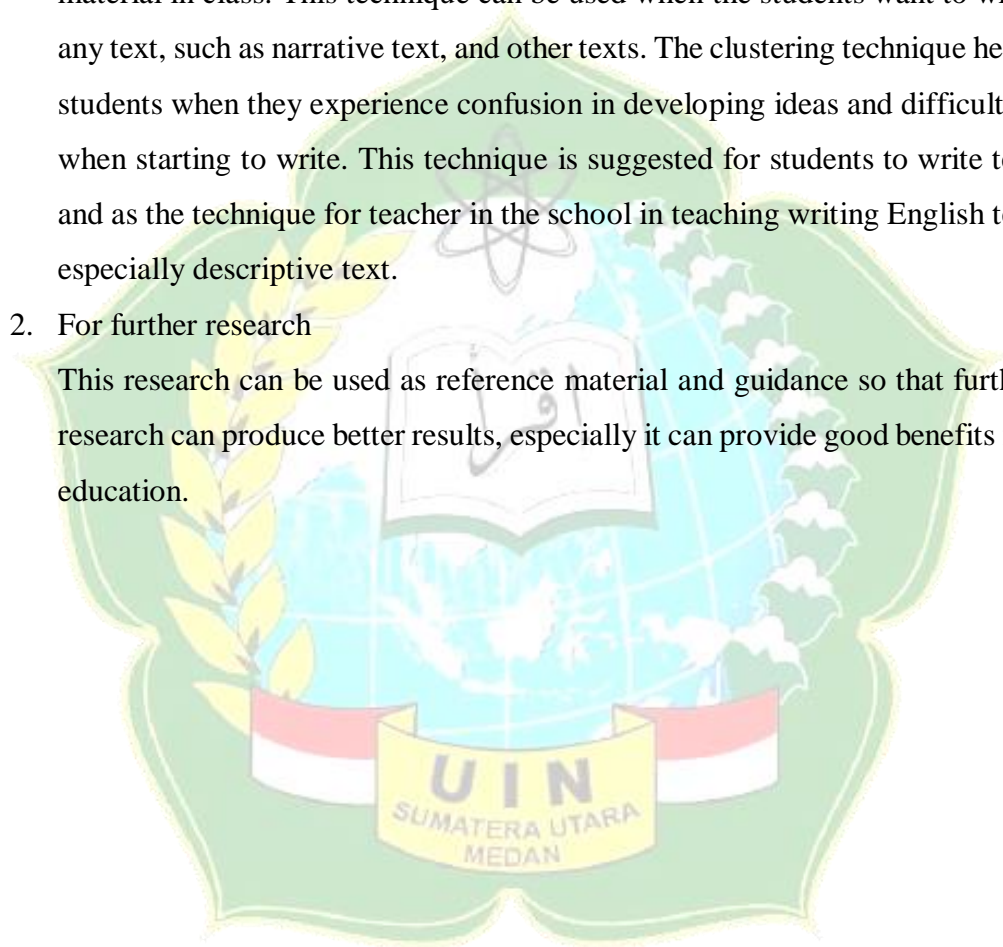 material in class. This technique can be used when the students want to
any text, such as narrative text, and other texts. The clustering technique
students when they experience confusion in developing ideas and
when starting to write. This technique is suggested for students to write
and as the technique for teacher in the school in teaching writing English
especially descriptive text.
2. For further research
This research can be used as reference material and guidance so that
research can produce better results, especially it can provide good benefits
education.
اقرأ
UIN
SUMATERA UTARA
MEDAN